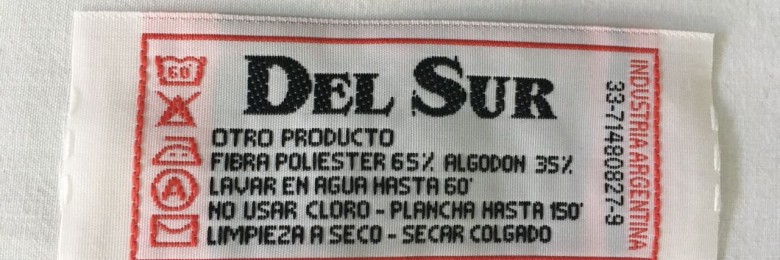 60°
DEL SUR
OTRO PRODUCTO
FIBRA POLIESTER 65% ALGODON 35%
LAVAR EN AGUA HASTA 60°
NO USAR CLORO - PLANCHA HASTA 150°
A
LIMPIEZA A SECO - SECAR COLGADO
INDUSTRIA ARGENTINA
33-71480827-9